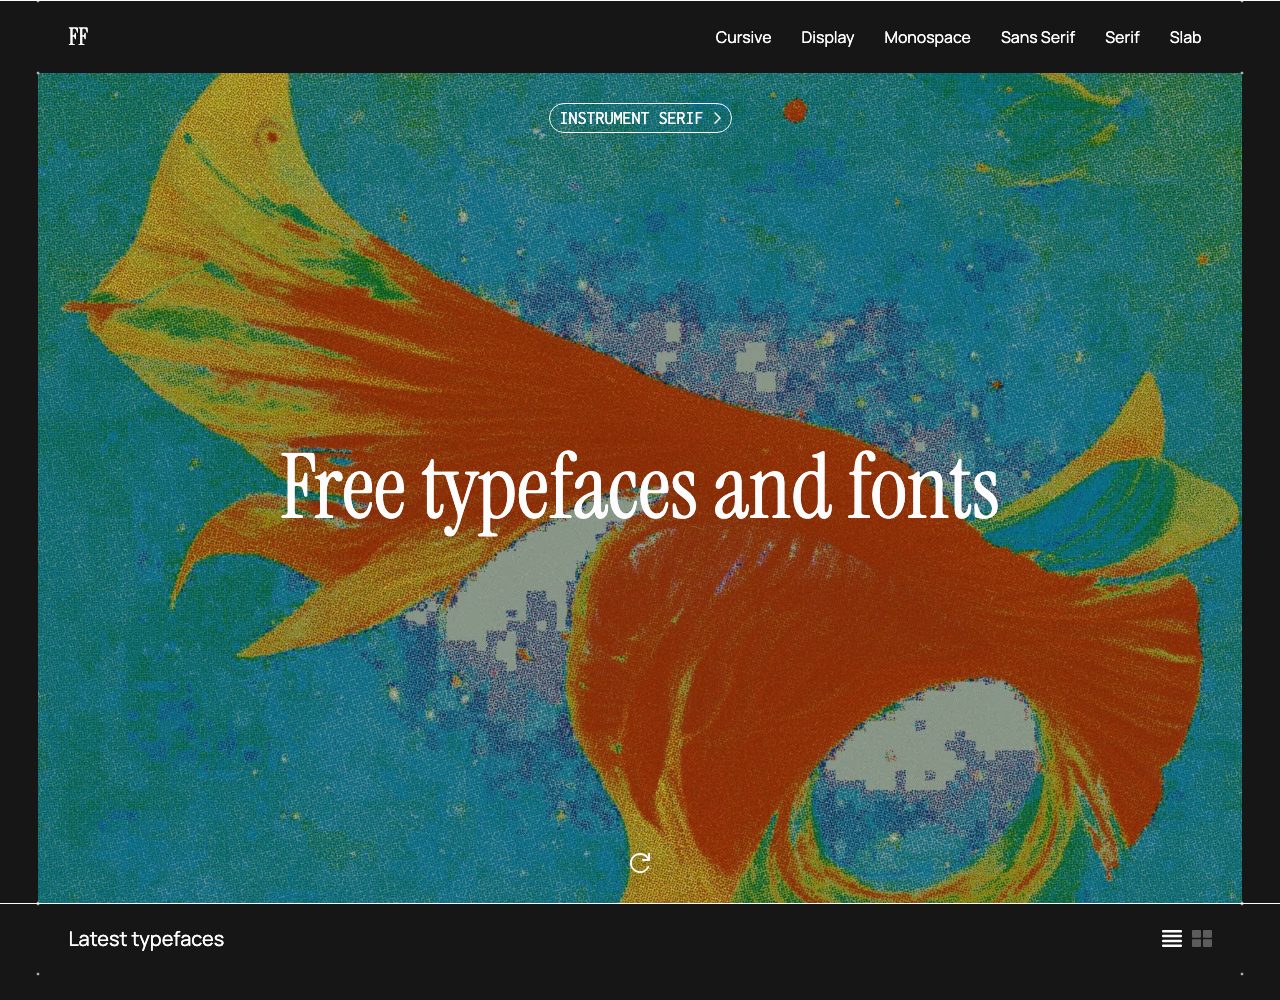 FF
Cursive Display Monospace Sans Serif Serif Slab
INSTRUMENT SERIF >
Free typefaces and fonts
Latest typefaces